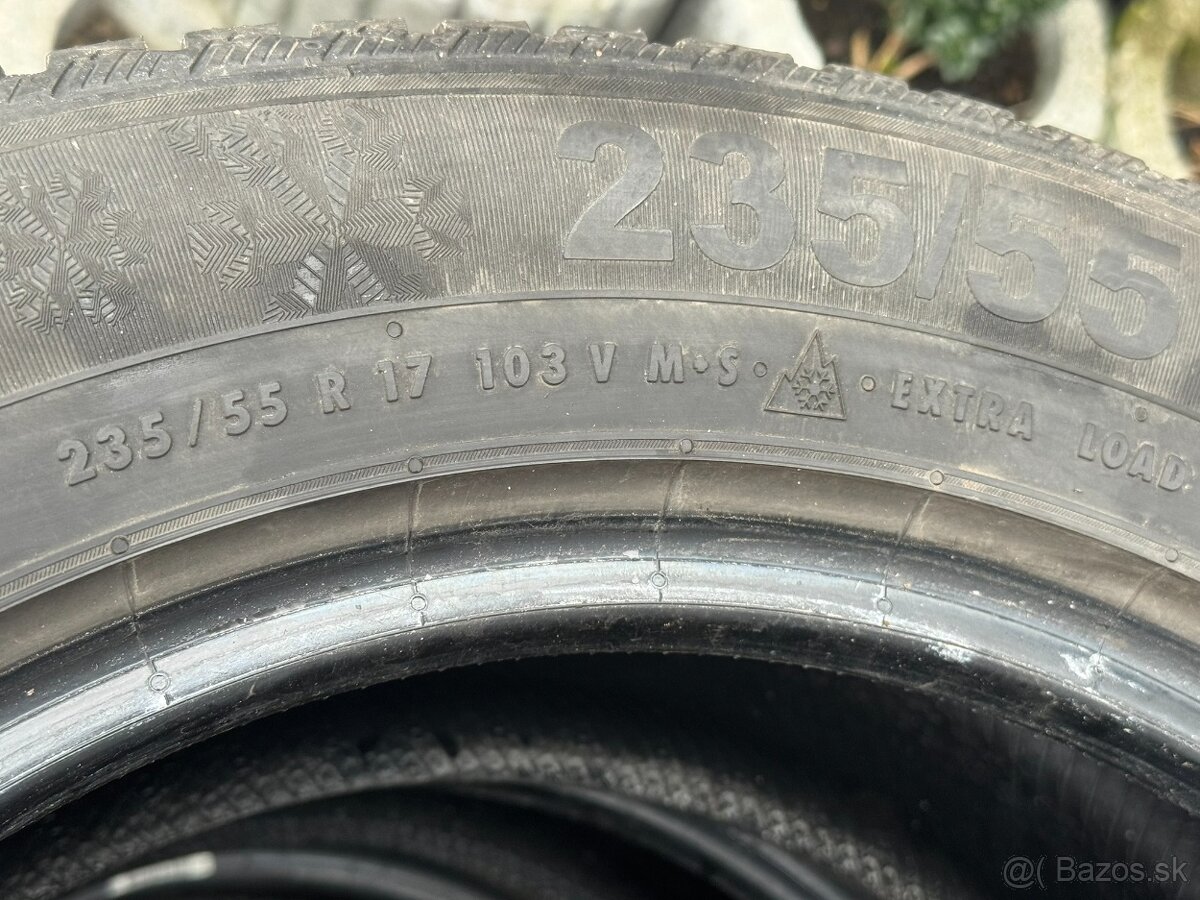 235/55
235/55 R 17 103 V M·S· · EXTRA LOAD
@( Bazos.sk